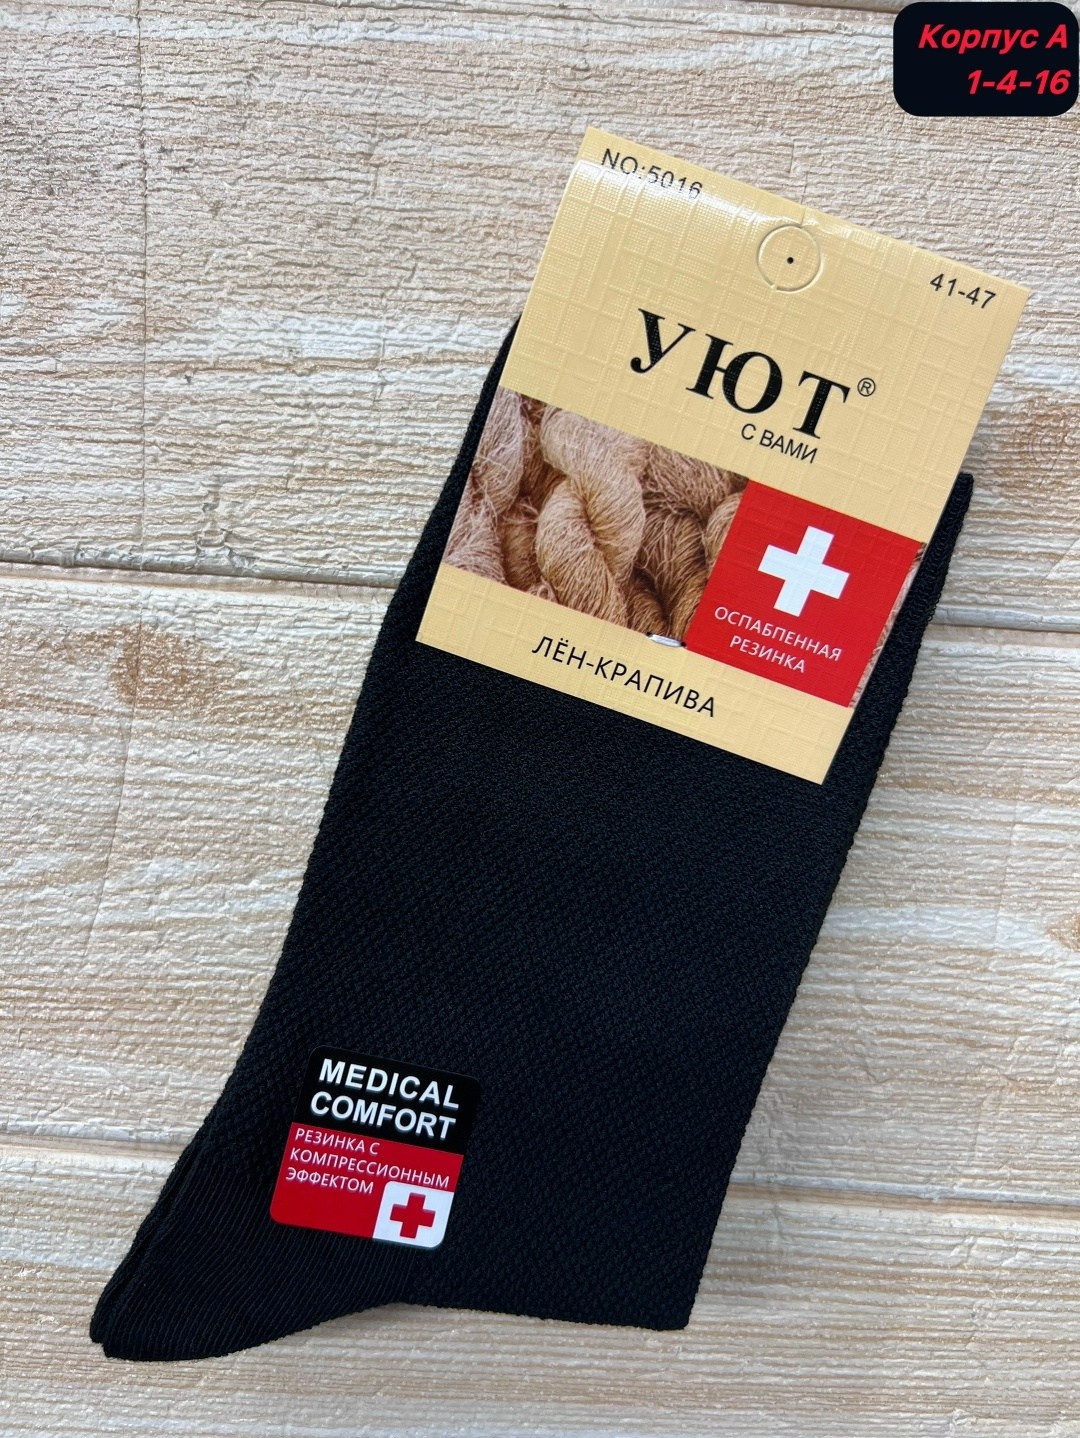 Корпус А
1-4-16
NO:5016
41-47
УЮТ®
С ВАМИ
ОСЛАБЛЕННАЯ
РЕЗИНКА
ЛЁН-КРАПИВА
MEDICAL
COMFORT
РЕЗИНКА С
КОМПРЕССИОННЫМ
ЭФФЕКТОМ